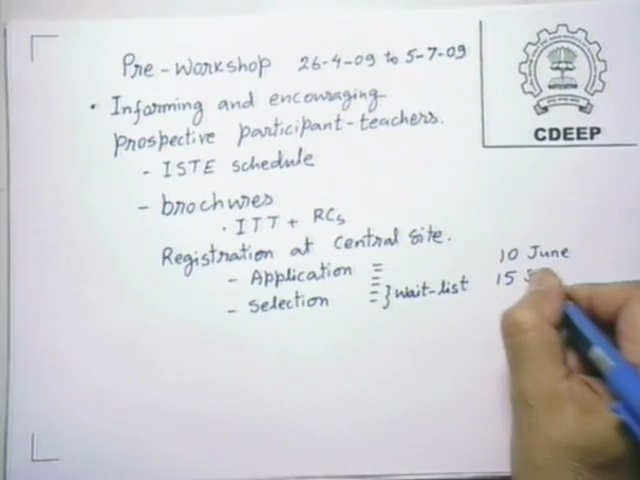 Pre-Workshop 26-4-09 to 5-7-09
• Informing and encouraging
prospective participant-teachers.
- ISTE schedule
- brochures
• ITT + RCs
Registration at central site.
- Application
- Selection } Wait-list
10 June
15 J
CDEEP